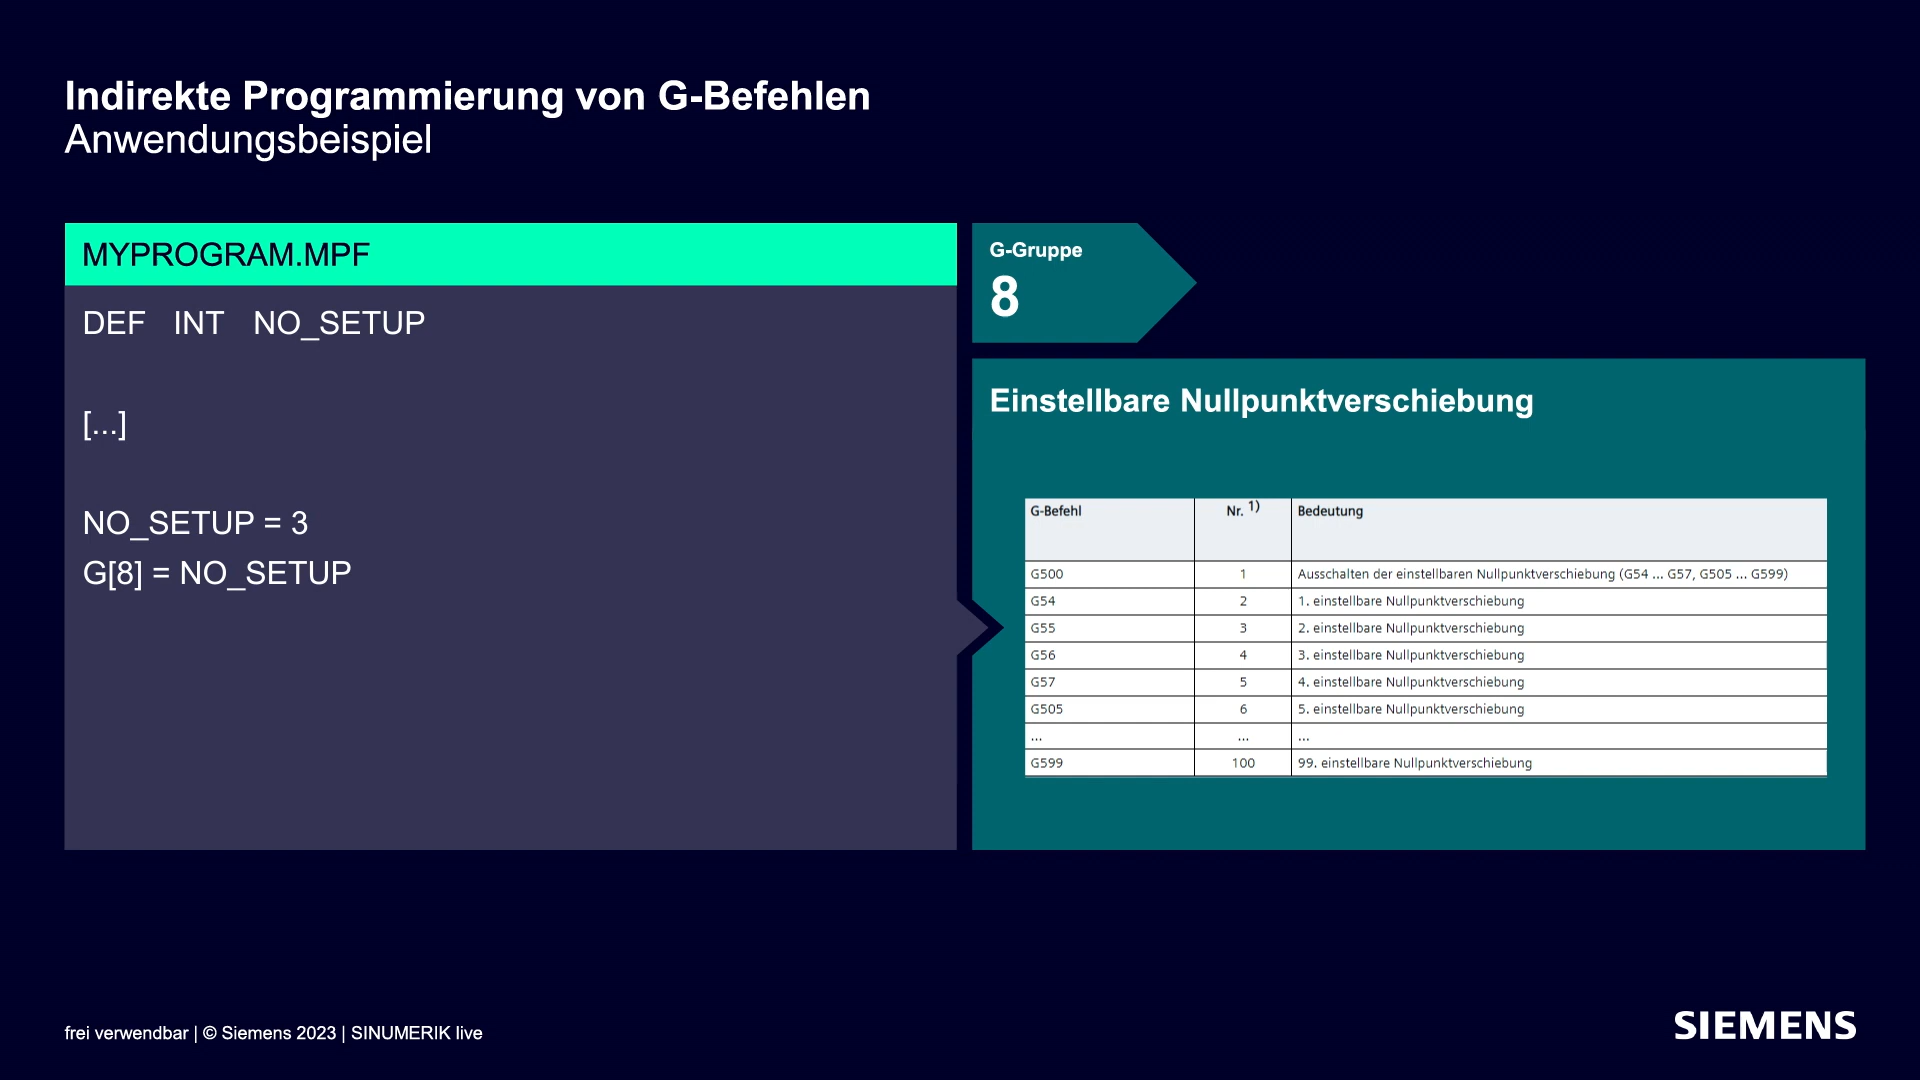 Indirekte Programmierung von G-Befehlen
Anwendungsbeispiel
MYPROGRAM.MPF
DEF INT NO_SETUP
[...]
NO_SETUP = 3
G[8] = NO_SETUP
G-Gruppe
8
Einstellbare Nullpunktverschiebung
G-Befehl Nr. 1) Bedeutung
G500 1 Ausschalten der einstellbaren Nullpunktverschiebung (G54 ... G57, G505 ... G599)
G54 2 1. einstellbare Nullpunktverschiebung
G55 3 2. einstellbare Nullpunktverschiebung
G56 4 3. einstellbare Nullpunktverschiebung
G57 5 4. einstellbare Nullpunktverschiebung
G505 6 5. einstellbare Nullpunktverschiebung
... ... ...
G599 100 99. einstellbare Nullpunktverschiebung
frei verwendbar | © Siemens 2023 | SINUMERIK live
SIEMENS